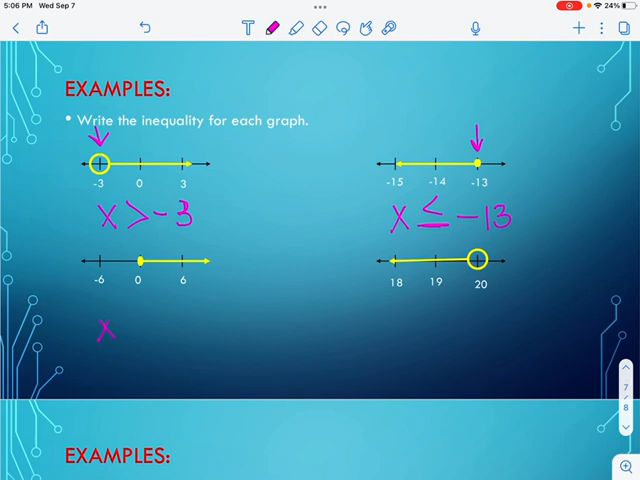 5:06 PM Wed Sep 7
24%
EXAMPLES:
• Write the inequality for each graph.
-3 0 3
-15 -14 -13
X > -3
X ≤ -13
-6 0 6
18 19 20
X
7
/
8
EXAMPLES: